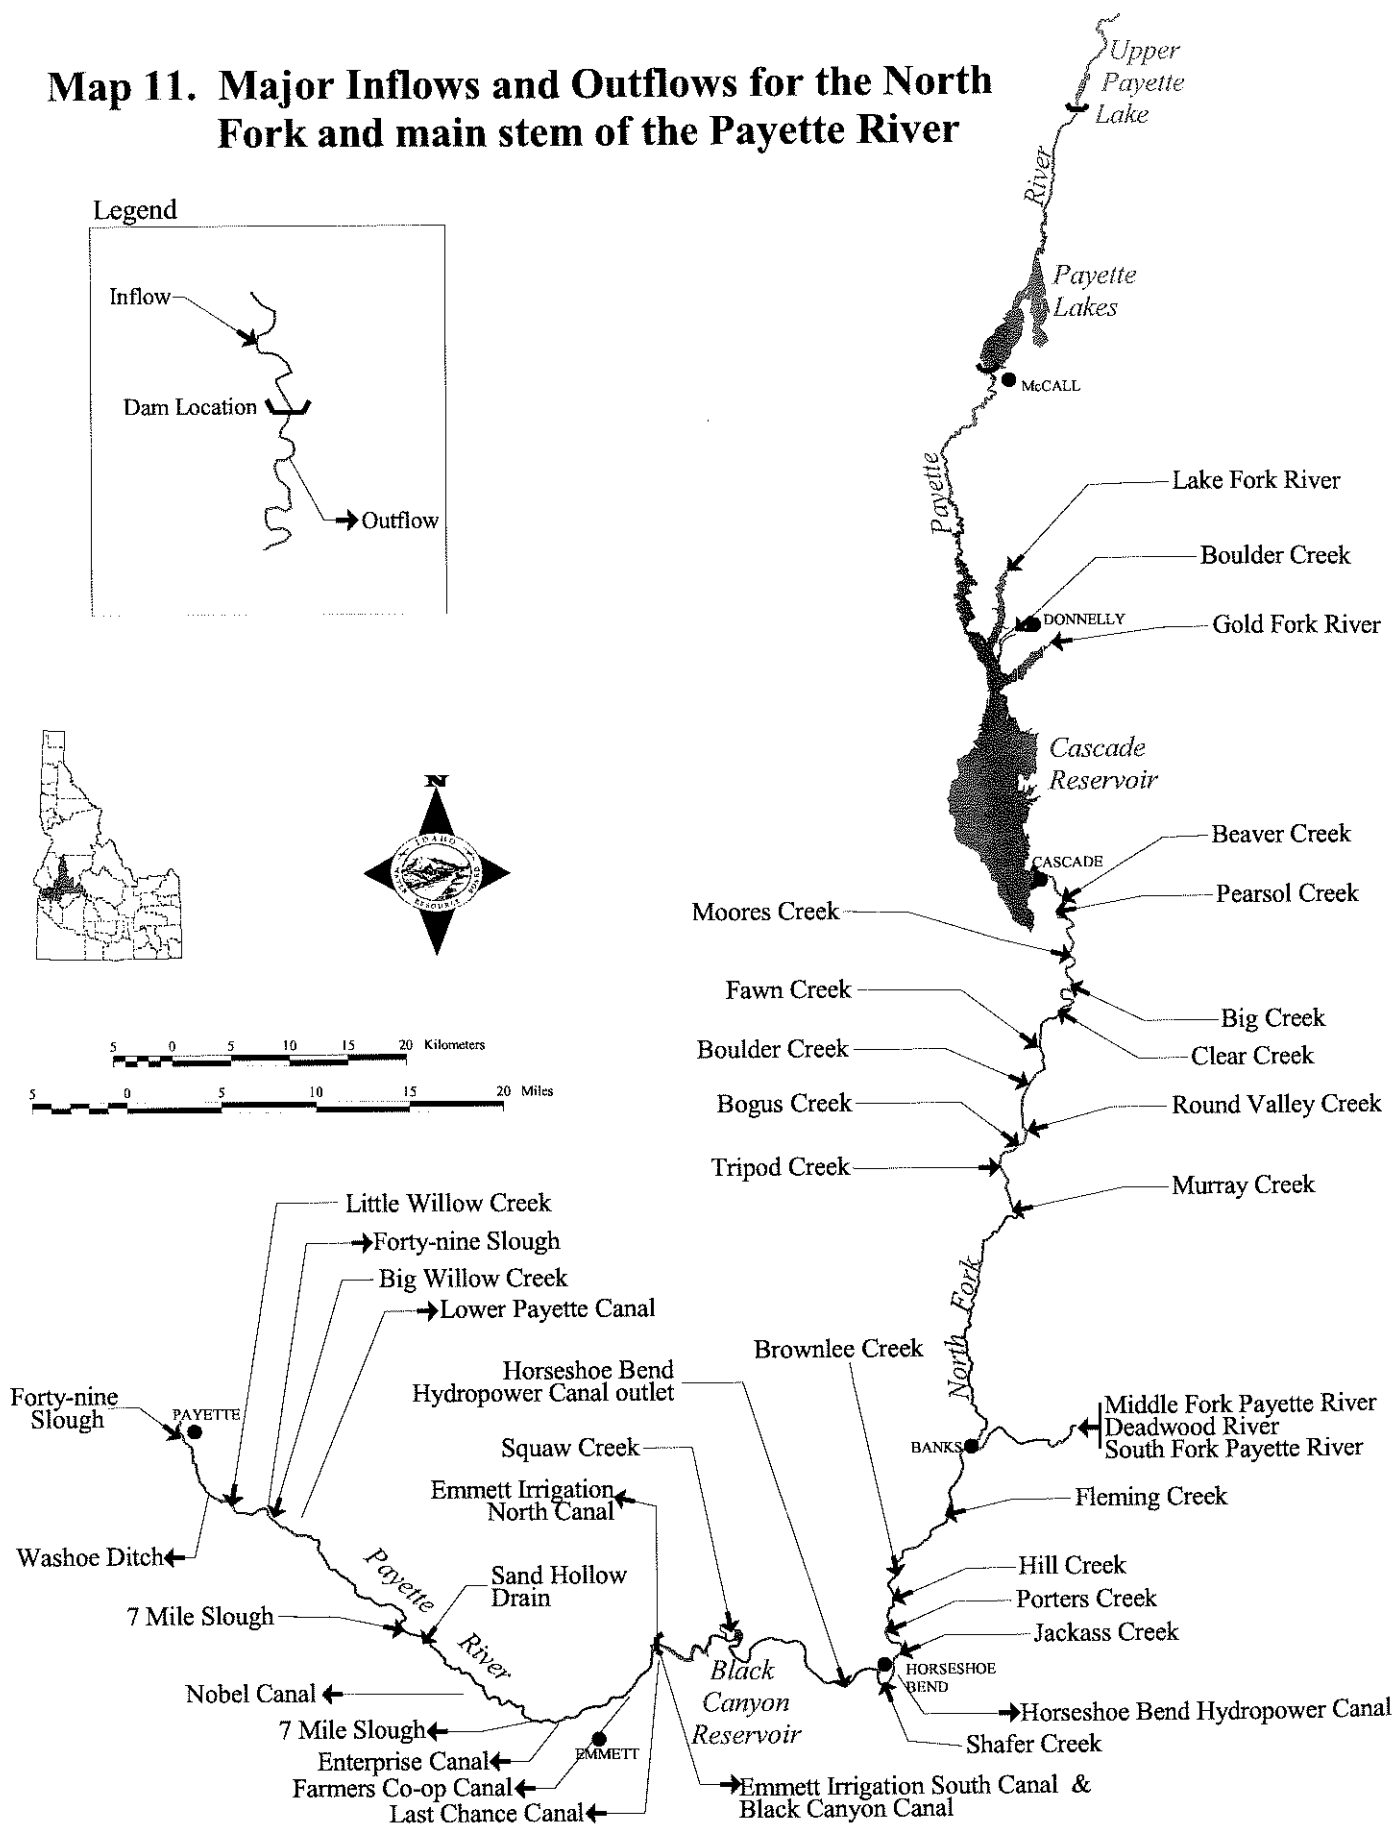 Map 11. Major Inflows and Outflows for the North
Fork and main stem of the Payette River
Upper
Payette
Lake
River
Legend
Inflow
Dam Location
Outflow
Payette
Lakes
McCALL
Payette
Lake Fork River
Boulder Creek
DONNELLY
Gold Fork River
Cascade
Reservoir
N
IDAHO
WATER
RESOURCE
BOARD
Beaver Creek
CASCADE
Pearsol Creek
Moores Creek
Fawn Creek
Big Creek
Boulder Creek
Clear Creek
5 0 5 10 15 20 Kilometers
5 0 5 10 15 20 Miles
Bogus Creek
Round Valley Creek
Tripod Creek
Murray Creek
Little Willow Creek
Forty-nine Slough
Big Willow Creek
Lower Payette Canal
North Fork
Brownlee Creek
Horseshoe Bend
Hydropower Canal outlet
Forty-nine
Slough
PAYETTE
Middle Fork Payette River
Deadwood River
South Fork Payette River
BANKS
Squaw Creek
Emmett Irrigation
North Canal
Fleming Creek
Washoe Ditch
Payette
River
Sand Hollow
Drain
Hill Creek
7 Mile Slough
Porters Creek
Jackass Creek
HORSESHOE
BEND
Black
Canyon
Reservoir
Nobel Canal
Horseshoe Bend Hydropower Canal
7 Mile Slough
Shafer Creek
Enterprise Canal
EMMETT
Farmers Co-op Canal
Last Chance Canal
Emmett Irrigation South Canal &
Black Canyon Canal